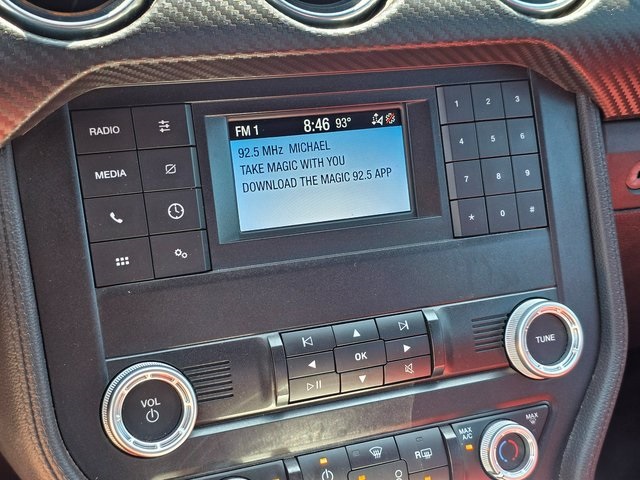 FM 1 8:46 93°
92.5 MHz MICHAEL
TAKE MAGIC WITH YOU
DOWNLOAD THE MAGIC 92.5 APP
RADIO
MEDIA
1 2 3
4 5 6
7 8 9
* 0 #
OK
VOL
TUNE
MAX A/C
MAX
R